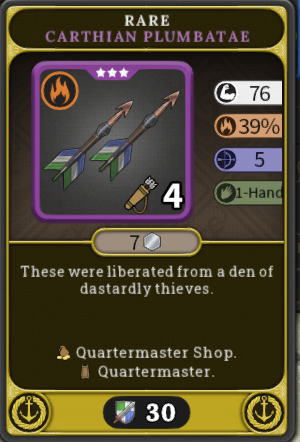 RARE
CARTHIAN PLUMBATAE
76
39%
5
4
1-Hand
7
These were liberated from a den of
dastardly thieves.
Quartermaster Shop.
Quartermaster.
30